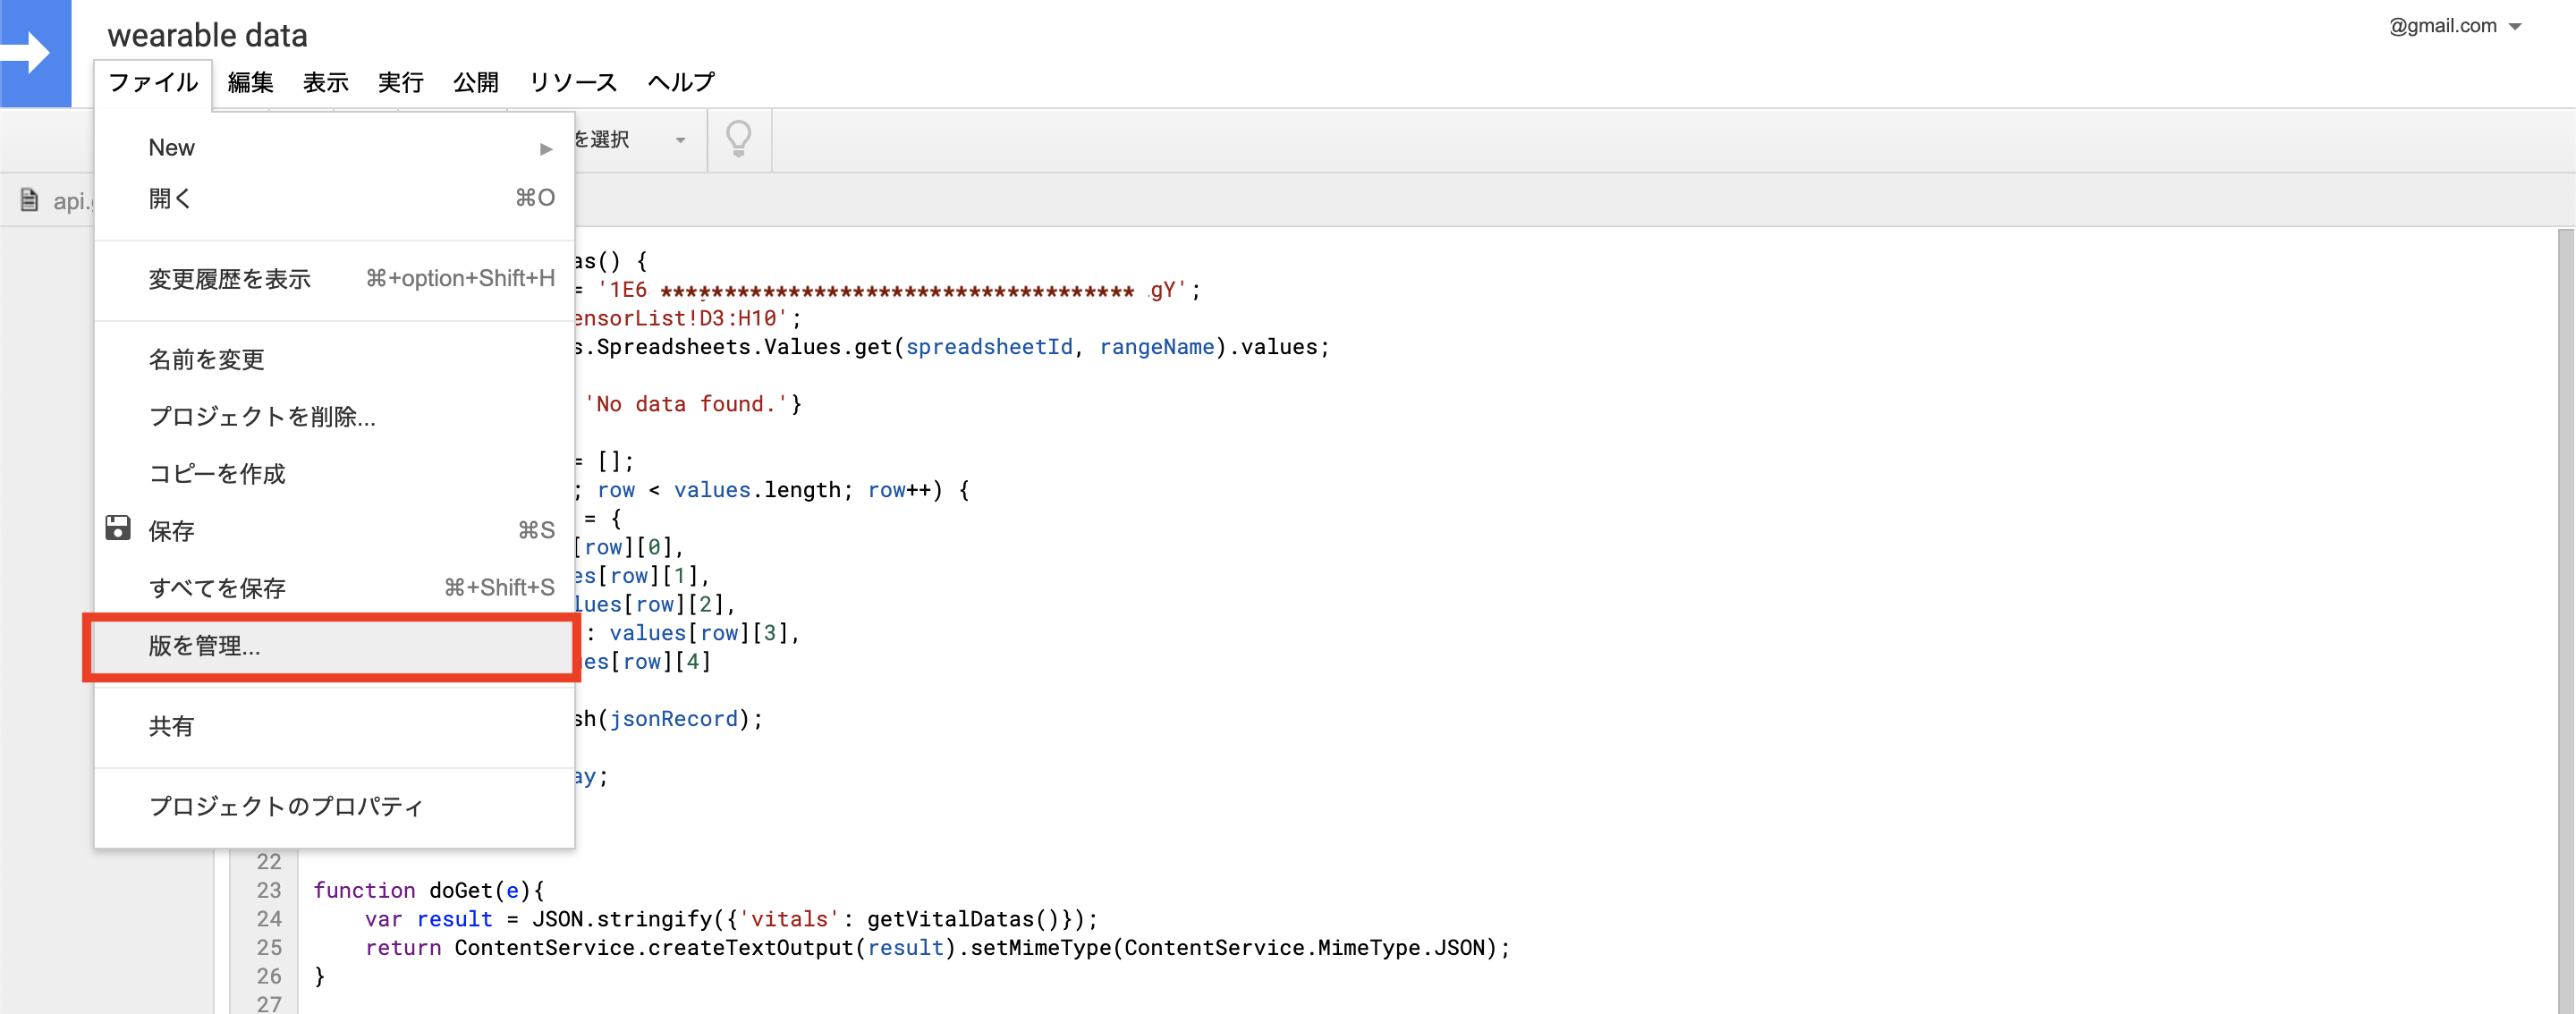 wearable data
@gmail.com
ファイル 編集 表示 実行 公開 リソース ヘルプ
New
を選択
開く ⌘O
api.
変更履歴を表示 ⌘+option+Shift+H
as() {
= '1E6 ************************************* gY';
ensorList!D3:H10';
s.Spreadsheets.Values.get(spreadsheetId, rangeName).values;
名前を変更
'No data found.'}
プロジェクトを削除...
= [];
コピーを作成
; row < values.length; row++) {
= {
保存 ⌘S
[row][0],
es[row][1],
すべてを保存 ⌘+Shift+S
lues[row][2],
: values[row][3],
版を管理...
ues[row][4]
sh(jsonRecord);
共有
ay;
プロジェクトのプロパティ
22
23 function doGet(e){
24 var result = JSON.stringify({'vitals': getVitalDatas()});
25 return ContentService.createTextOutput(result).setMimeType(ContentService.MimeType.JSON);
26 }
27